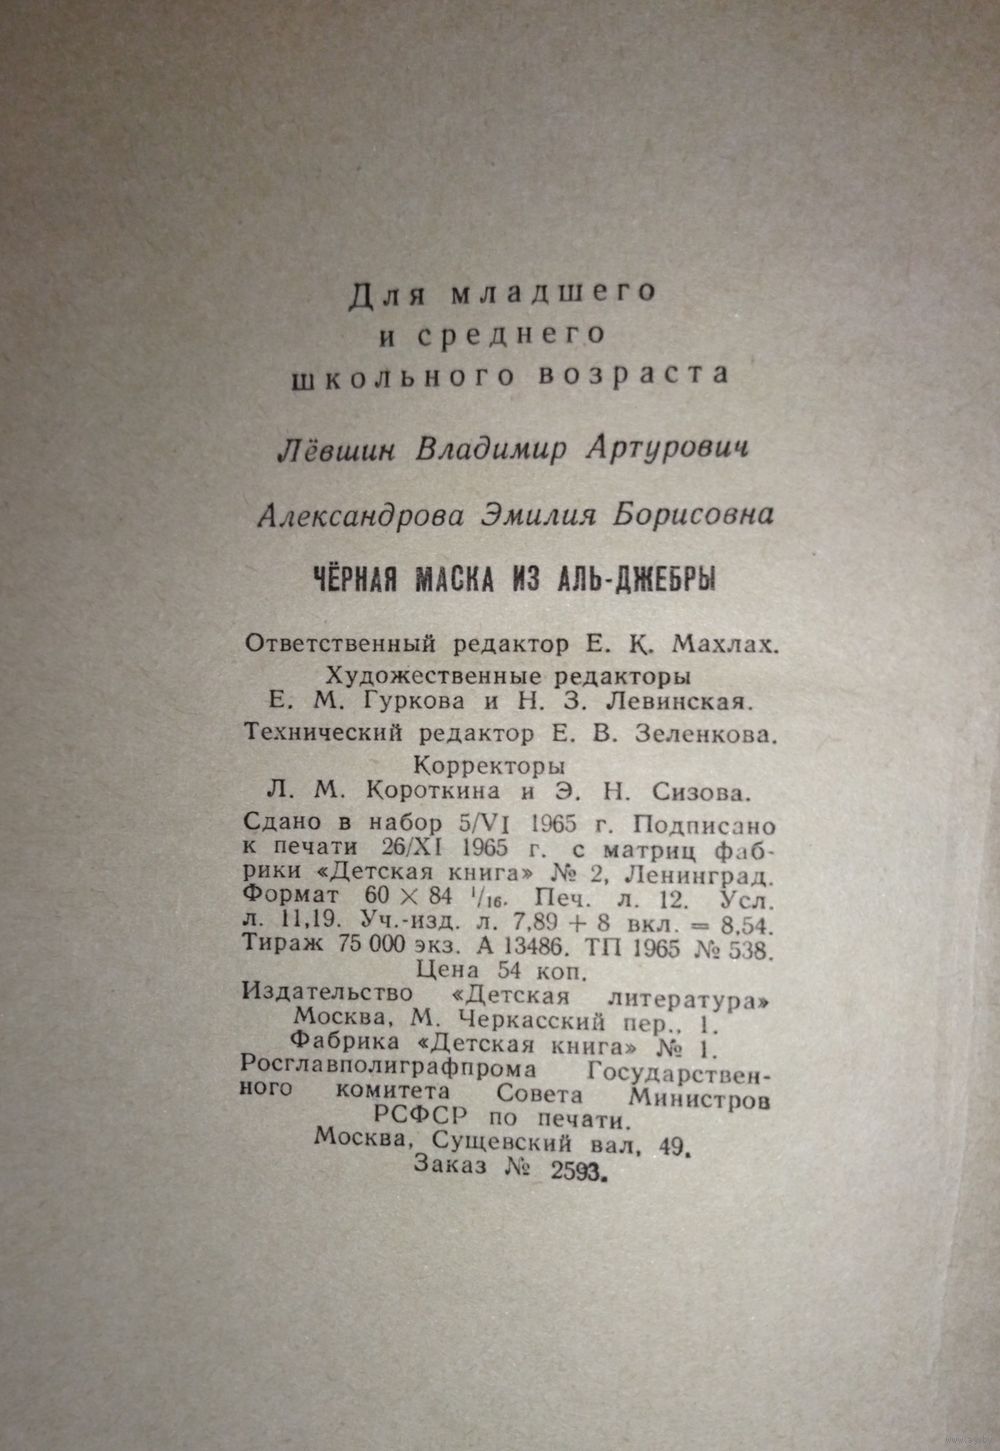 Для младшего
и среднего
школьного возраста
Лёвшин Владимир Артурович
Александрова Эмилия Борисовна
ЧЁРНАЯ МАСКА ИЗ АЛЬ-ДЖЕБРЫ
Ответственный редактор Е. К. Махлах.
Художественные редакторы
Е. М. Гуркова и Н. З. Левинская.
Технический редактор Е. В. Зеленкова.
Корректоры
Л. М. Короткина и Э. Н. Сизова.
Сдано в набор 5/VI 1965 г. Подписано
к печати 26/XI 1965 г. с матриц фаб-
рики «Детская книга» № 2, Ленинград.
Формат 60 × 84 1/16. Печ. л. 12. Усл.
л. 11,19. Уч.-изд. л. 7,89 + 8 вкл. = 8,54.
Тираж 75 000 экз. А 13486. ТП 1965 № 538.
Цена 54 коп.
Издательство «Детская литература»
Москва, М. Черкасский пер., 1.
Фабрика «Детская книга» № 1.
Росглавполиграфпрома Государствен-
ного комитета Совета Министров
РСФСР по печати.
Москва, Сущевский вал, 49.
Заказ № 2593.